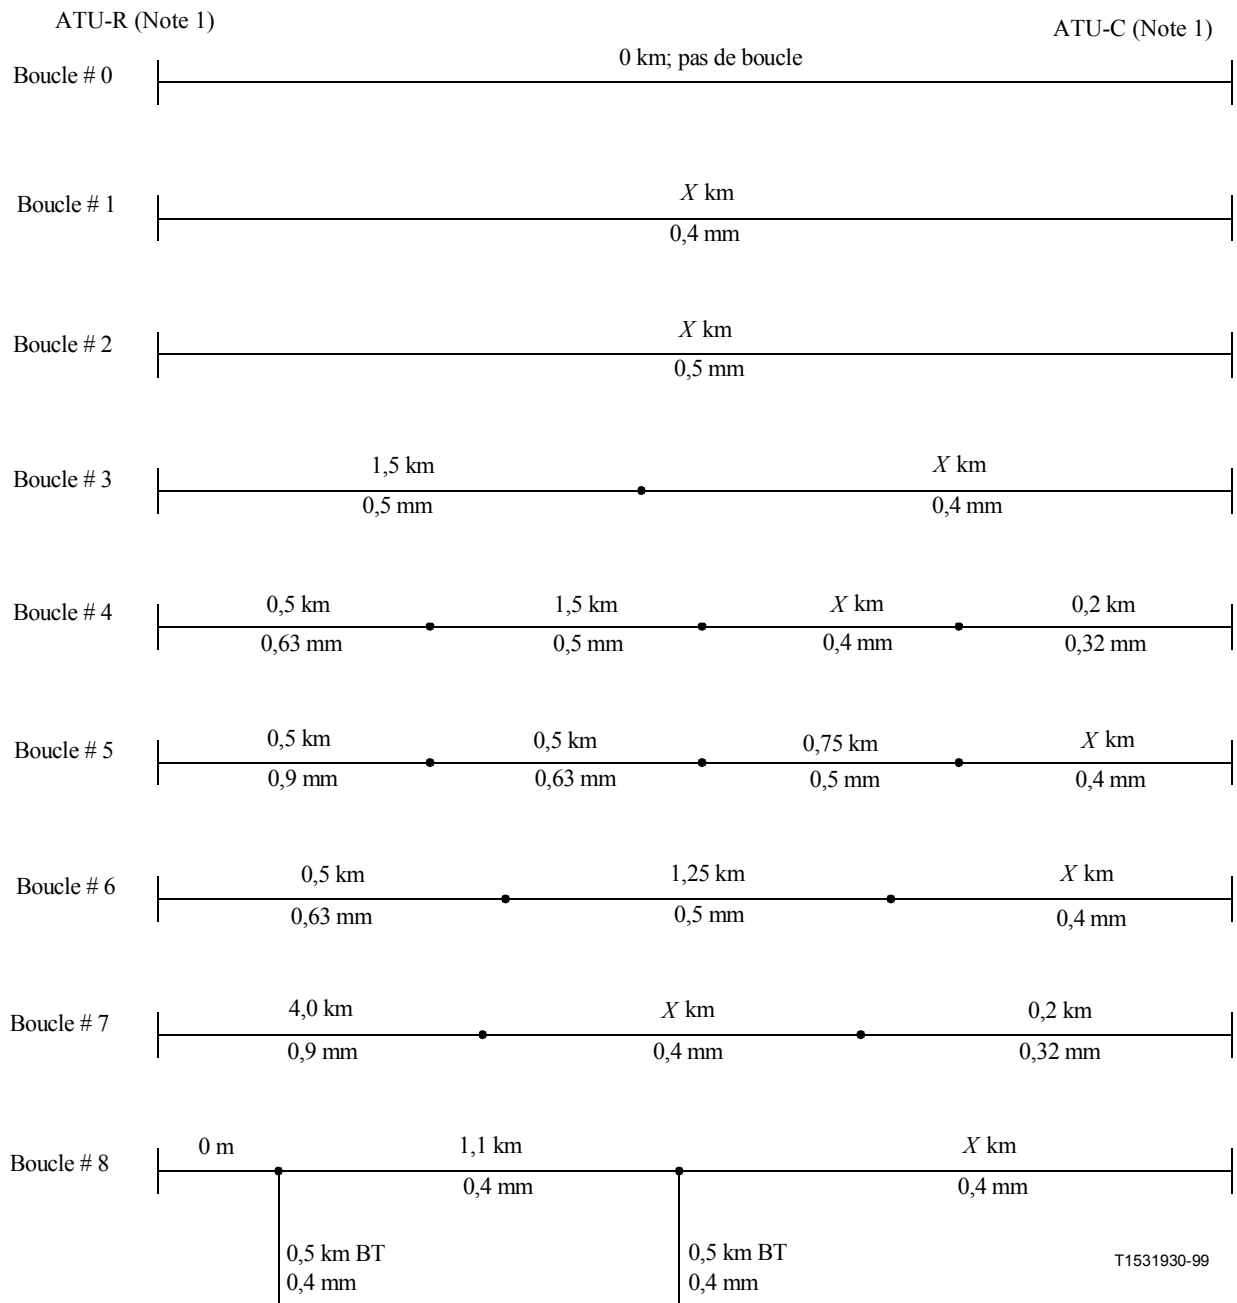 ATU-R (Note 1)
ATU-C (Note 1)
Boucle # 0
0 km; pas de boucle
Boucle # 1
X km
0,4 mm
Boucle # 2
X km
0,5 mm
Boucle # 3
1,5 km
X km
0,5 mm
0,4 mm
Boucle # 4
0,5 km
1,5 km
X km
0,2 km
0,63 mm
0,5 mm
0,4 mm
0,32 mm
Boucle # 5
0,5 km
0,5 km
0,75 km
X km
0,9 mm
0,63 mm
0,5 mm
0,4 mm
Boucle # 6
0,5 km
1,25 km
X km
0,63 mm
0,5 mm
0,4 mm
Boucle # 7
4,0 km
X km
0,2 km
0,9 mm
0,4 mm
0,32 mm
Boucle # 8
0 m
1,1 km
X km
0,4 mm
0,4 mm
0,5 km BT
0,4 mm
0,5 km BT
0,4 mm
T1531930-99